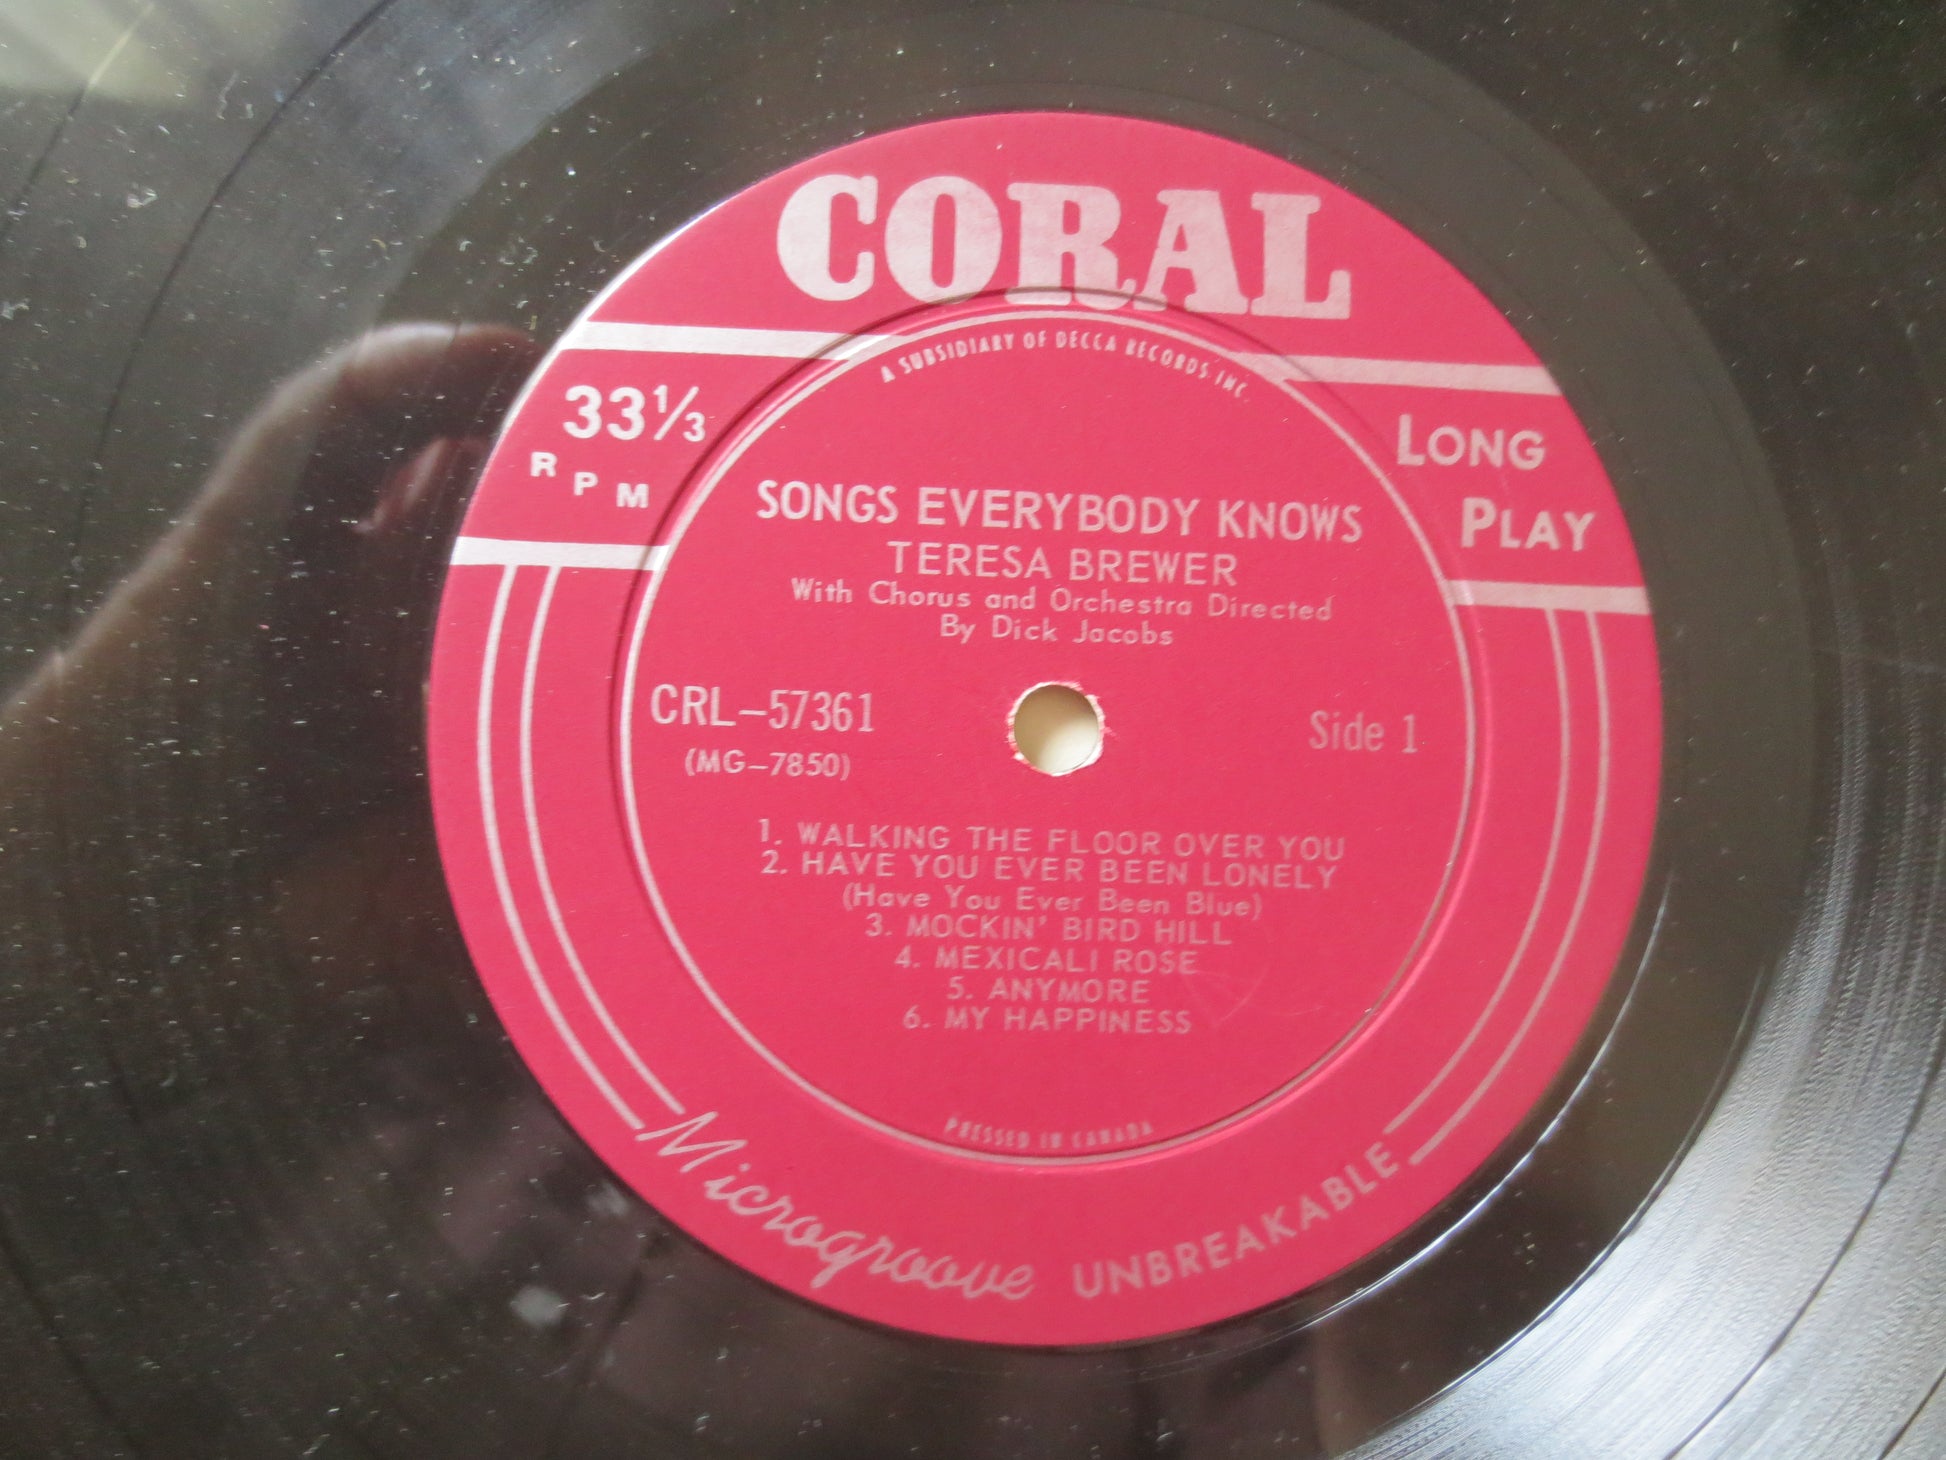 CORAL
A SUBSIDIARY OF DECCA RECORDS, INC.
33⅓
RPM
LONG
PLAY
SONGS EVERYBODY KNOWS
TERESA BREWER
With Chorus and Orchestra Directed
By Dick Jacobs
CRL-57361
(MG-7850)
Side 1
1. WALKING THE FLOOR OVER YOU
2. HAVE YOU EVER BEEN LONELY
(Have You Ever Been Blue)
3. MOCKIN' BIRD HILL
4. MEXICALI ROSE
5. ANYMORE
6. MY HAPPINESS
PRESSED IN CANADA
Microgroove UNBREAKABLE